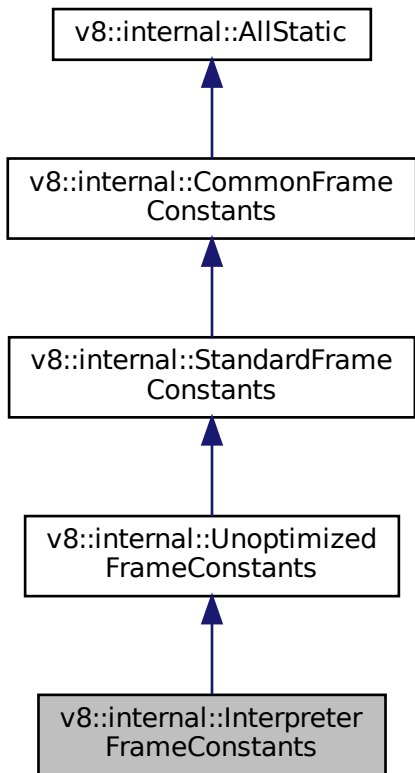 v8::internal::AllStatic
v8::internal::CommonFrame
Constants
v8::internal::StandardFrame
Constants
v8::internal::Unoptimized
FrameConstants
v8::internal::Interpreter
FrameConstants